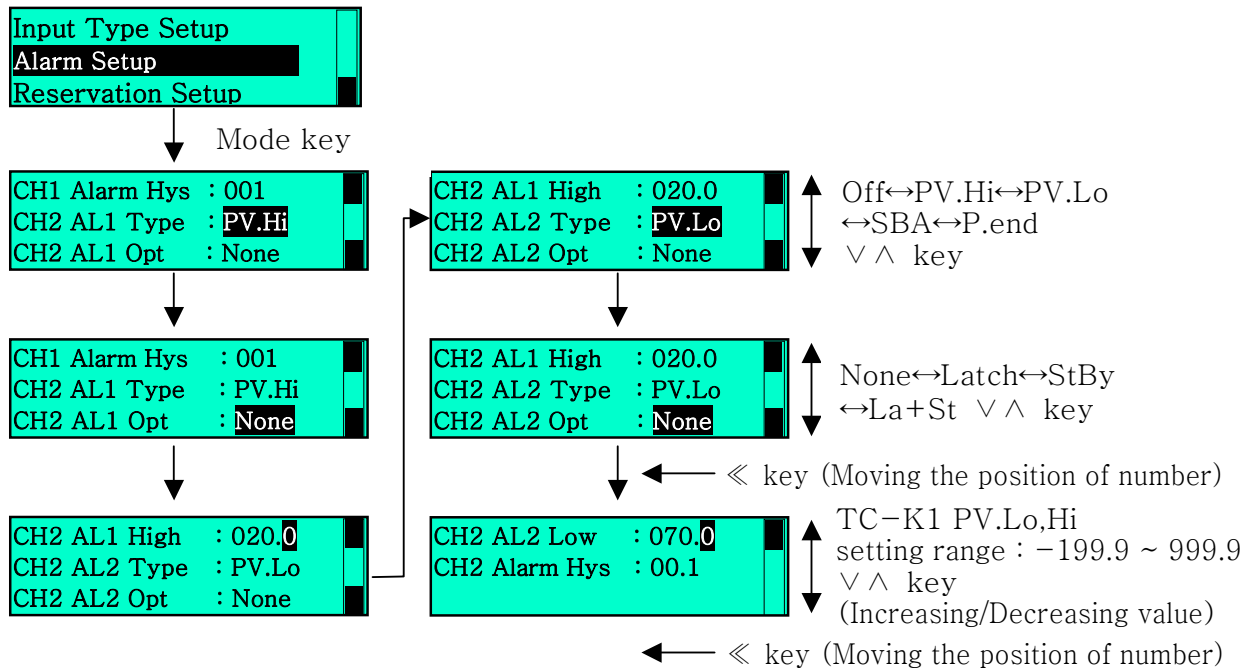 Input Type Setup
Alarm Setup
Reservation Setup
Mode key
CH1 Alarm Hys : 001
CH2 AL1 Type : PV.Hi
CH2 AL1 Opt : None
CH1 Alarm Hys : 001
CH2 AL1 Type : PV.Hi
CH2 AL1 Opt : None
CH2 AL1 High : 020.0
CH2 AL2 Type : PV.Lo
CH2 AL2 Opt : None
CH2 AL1 High : 020.0
CH2 AL2 Type : PV.Lo
CH2 AL2 Opt : None
Off↔PV.Hi↔PV.Lo
↔SBA↔P.end
∨∧ key
CH2 AL1 High : 020.0
CH2 AL2 Type : PV.Lo
CH2 AL2 Opt : None
None↔Latch↔StBy
↔La+St ∨∧ key
≪ key (Moving the position of number)
CH2 AL2 Low : 070.0
CH2 Alarm Hys : 00.1
TC-K1 PV.Lo,Hi
setting range : -199.9 ~ 999.9
∨∧ key
(Increasing/Decreasing value)
≪ key (Moving the position of number)